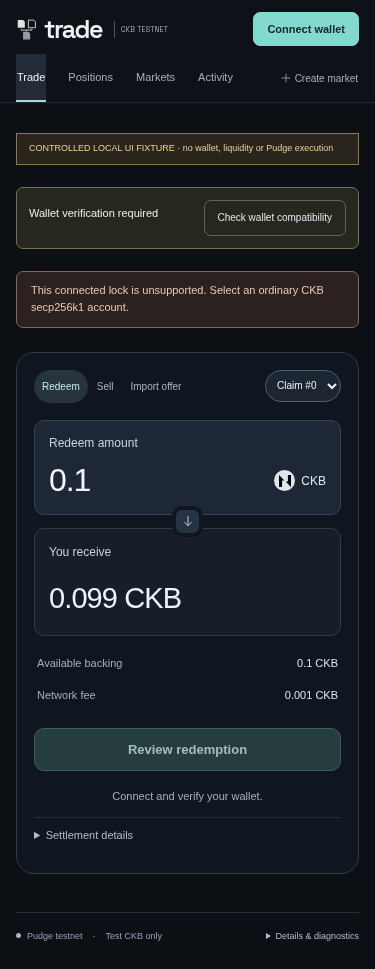 trade
CKB TESTNET
Connect wallet
Trade
Positions
Markets
Activity
Create market
CONTROLLED LOCAL UI FIXTURE · no wallet, liquidity or Pudge execution
Wallet verification required
Check wallet compatibility
This connected lock is unsupported. Select an ordinary CKB
secp256k1 account.
Redeem
Sell
Import offer
Claim #0
Redeem amount
0.1
CKB
You receive
0.099 CKB
Available backing
0.1 CKB
Network fee
0.001 CKB
Review redemption
Connect and verify your wallet.
Settlement details
Pudge testnet · Test CKB only
Details & diagnostics